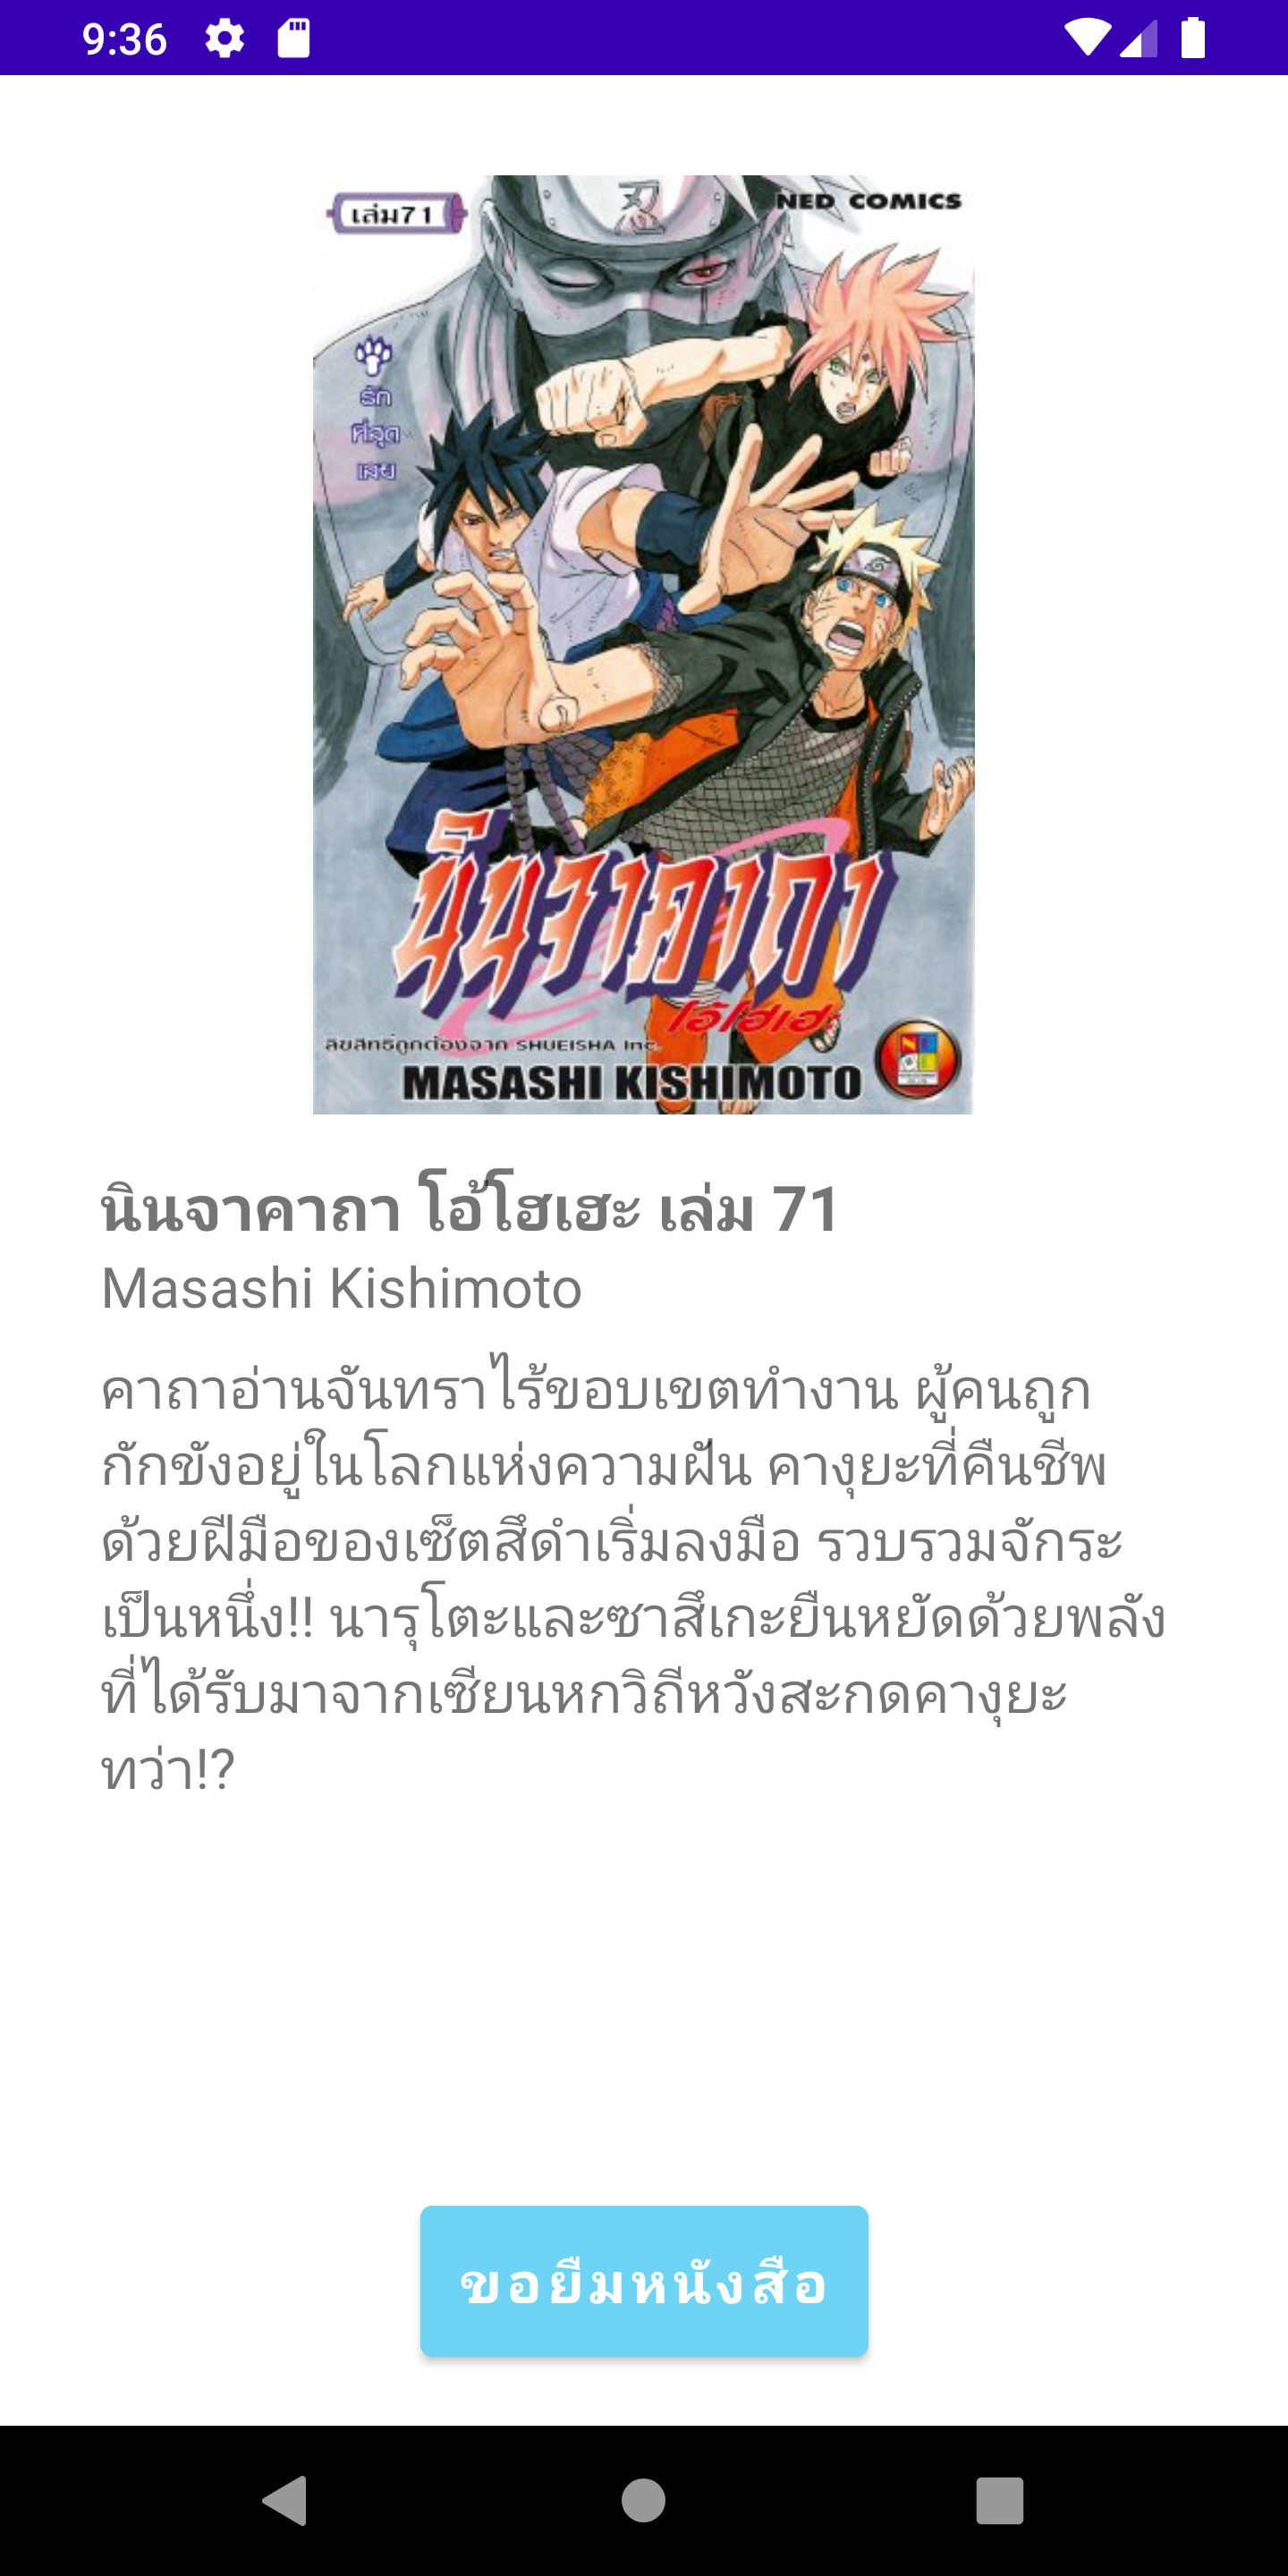 9:36
เล่ม71
NED COMICS
รัก
ที่สุด
เลย
นินจาคาถา
โอ้โฮเฮะ
ลิขสิทธิ์ถูกต้องจาก SHUEISHA Inc.
MASASHI KISHIMOTO
นินจาคาถา โอ้โฮเฮะ เล่ม 71
Masashi Kishimoto
คาถาอ่านจันทราไร้ขอบเขตทำงาน ผู้คนถูก
กักขังอยู่ในโลกแห่งความฝัน คางุยะที่คืนชีพ
ด้วยฝีมือของเซ็ตสึดำเริ่มลงมือ รวบรวมจักระ
เป็นหนึ่ง!! นารุโตะและซาสึเกะยืนหยัดด้วยพลัง
ที่ได้รับมาจากเซียนหกวิถีหวังสะกดคางุยะ
ทว่า!?
ขอยืมหนังสือ